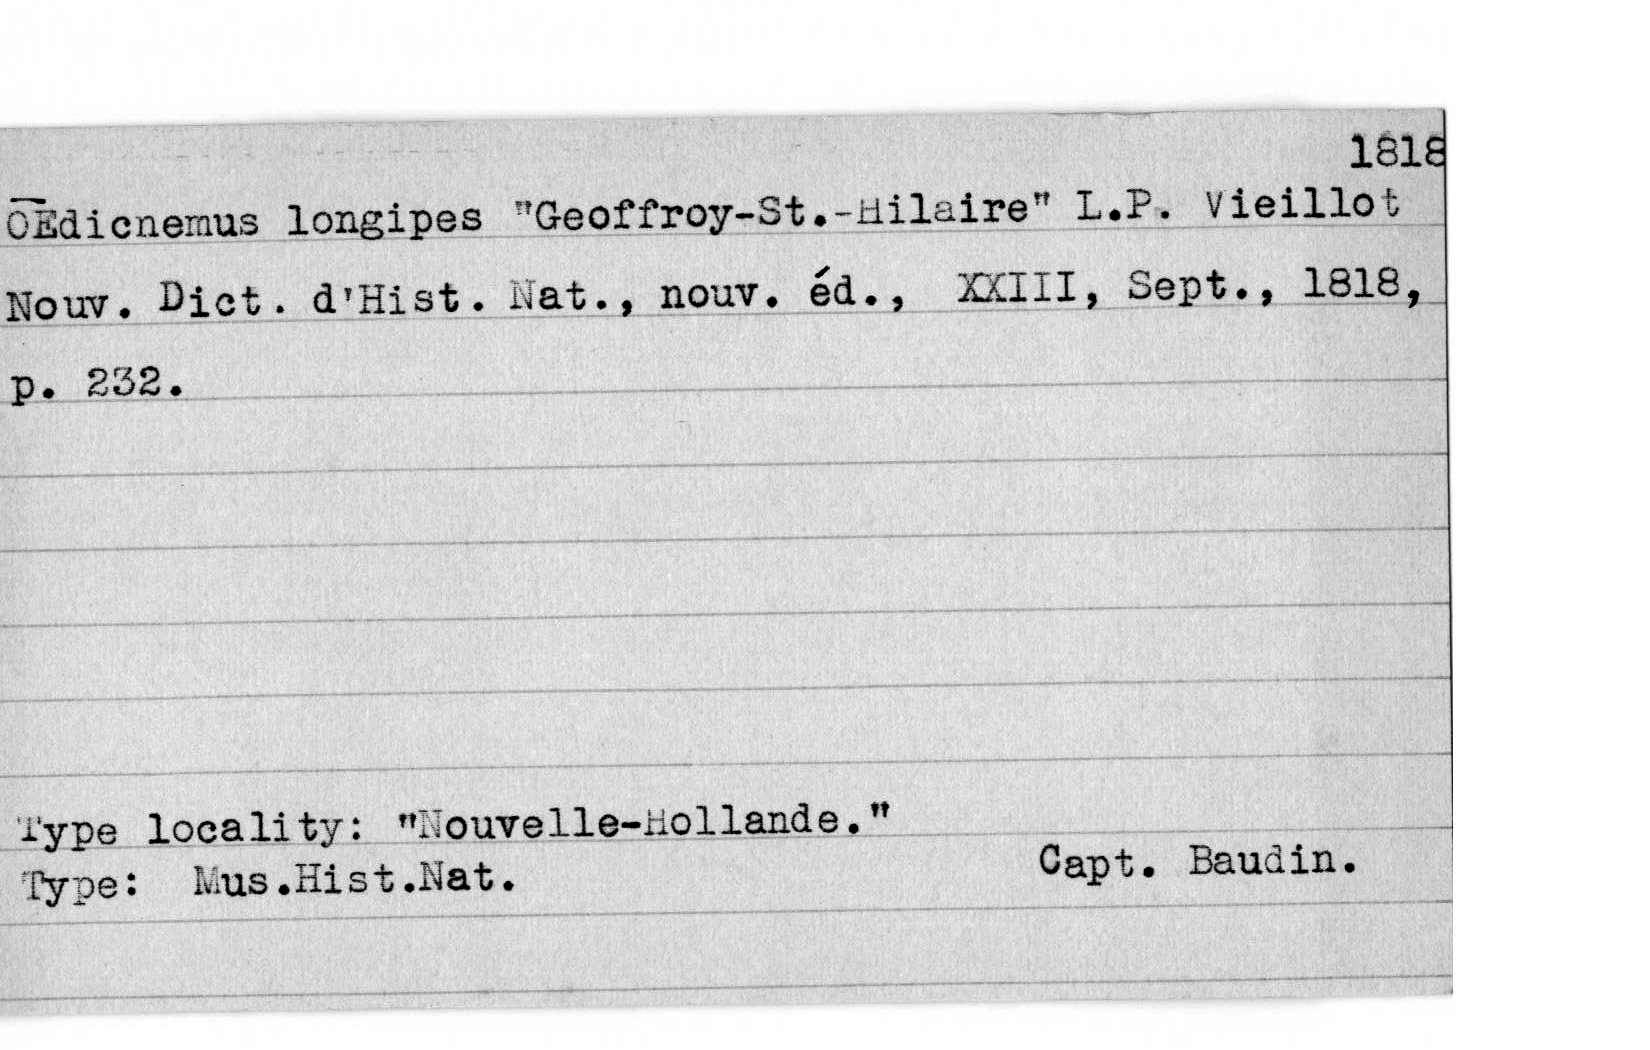 1818
OEdicnemus longipes "Geoffroy-St.-Hilaire" L.P. Vieillot
Nouv. Dict. d'Hist. Nat., nouv. éd., XXIII, Sept., 1818,
p. 232.
Type locality: "Nouvelle-Hollande."
Type: Mus.Hist.Nat. Capt. Baudin.